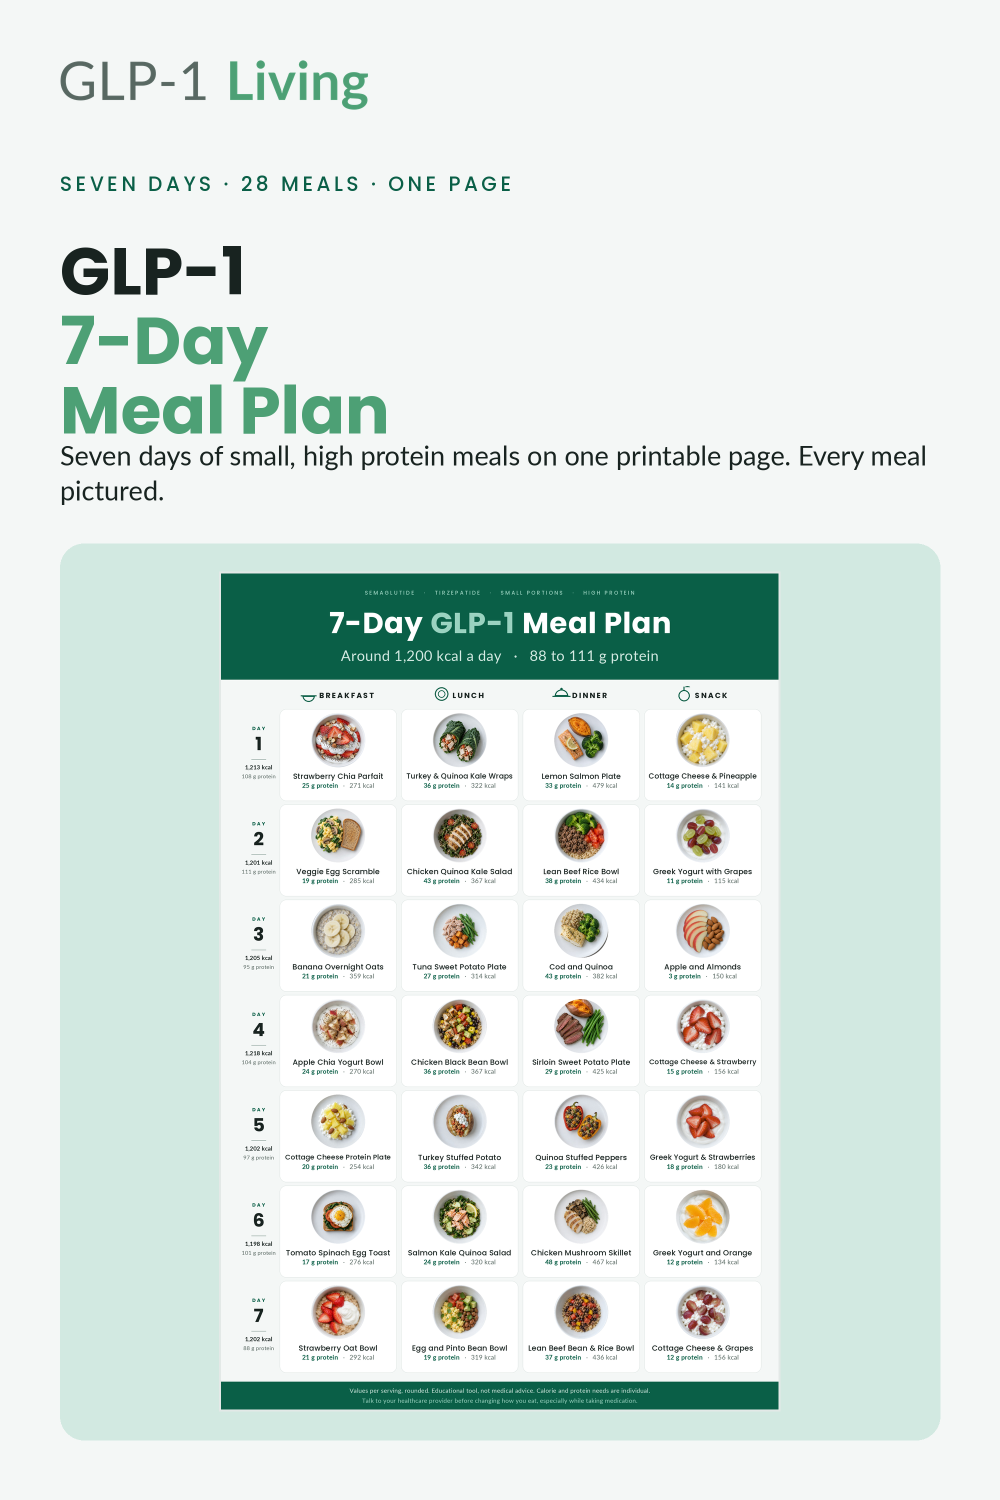 GLP-1 Living
SEVEN DAYS · 28 MEALS · ONE PAGE
GLP-1
7-Day
Meal Plan
Seven days of small, high protein meals on one printable page. Every meal
pictured.
SEMAGLUTIDE · TIRZEPATIDE · SMALL PORTIONS · HIGH PROTEIN
7-Day GLP-1 Meal Plan
Around 1,200 kcal a day · 88 to 111 g protein
BREAKFAST LUNCH DINNER SNACK
DAY
1
1,213 kcal
108 g protein
Strawberry Chia Parfait
25 g protein · 271 kcal
Turkey & Quinoa Kale Wraps
36 g protein · 322 kcal
Lemon Salmon Plate
33 g protein · 479 kcal
Cottage Cheese & Pineapple
14 g protein · 141 kcal
DAY
2
1,201 kcal
111 g protein
Veggie Egg Scramble
19 g protein · 285 kcal
Chicken Quinoa Kale Salad
43 g protein · 367 kcal
Lean Beef Rice Bowl
38 g protein · 434 kcal
Greek Yogurt with Grapes
11 g protein · 115 kcal
DAY
3
1,205 kcal
95 g protein
Banana Overnight Oats
21 g protein · 359 kcal
Tuna Sweet Potato Plate
27 g protein · 314 kcal
Cod and Quinoa
43 g protein · 382 kcal
Apple and Almonds
3 g protein · 150 kcal
DAY
4
1,218 kcal
104 g protein
Apple Chia Yogurt Bowl
24 g protein · 270 kcal
Chicken Black Bean Bowl
36 g protein · 367 kcal
Sirloin Sweet Potato Plate
29 g protein · 425 kcal
Cottage Cheese & Strawberry
15 g protein · 156 kcal
DAY
5
1,202 kcal
97 g protein
Cottage Cheese Protein Plate
20 g protein · 254 kcal
Turkey Stuffed Potato
36 g protein · 342 kcal
Quinoa Stuffed Peppers
23 g protein · 426 kcal
Greek Yogurt & Strawberries
18 g protein · 180 kcal
DAY
6
1,198 kcal
101 g protein
Tomato Spinach Egg Toast
17 g protein · 276 kcal
Salmon Kale Quinoa Salad
24 g protein · 320 kcal
Chicken Mushroom Skillet
48 g protein · 467 kcal
Greek Yogurt and Orange
12 g protein · 134 kcal
DAY
7
1,202 kcal
88 g protein
Strawberry Oat Bowl
21 g protein · 292 kcal
Egg and Pinto Bean Bowl
19 g protein · 319 kcal
Lean Beef Bean & Rice Bowl
37 g protein · 436 kcal
Cottage Cheese & Grapes
12 g protein · 156 kcal
Values per serving, rounded. Educational tool, not medical advice. Calorie and protein needs are individual.
Talk to your healthcare provider before changing how you eat, especially while taking medication.